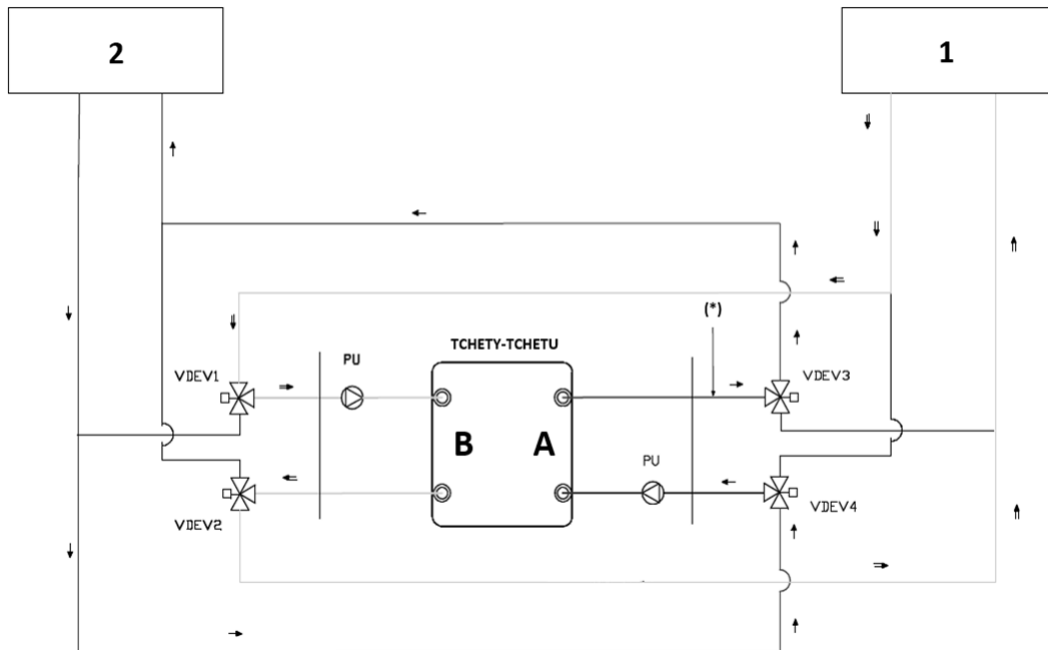 2
1
(*)
TCHETY-TCHETU
PU
VDEV1
VDEV3
B
A
PU
VDEV2
VDEV4